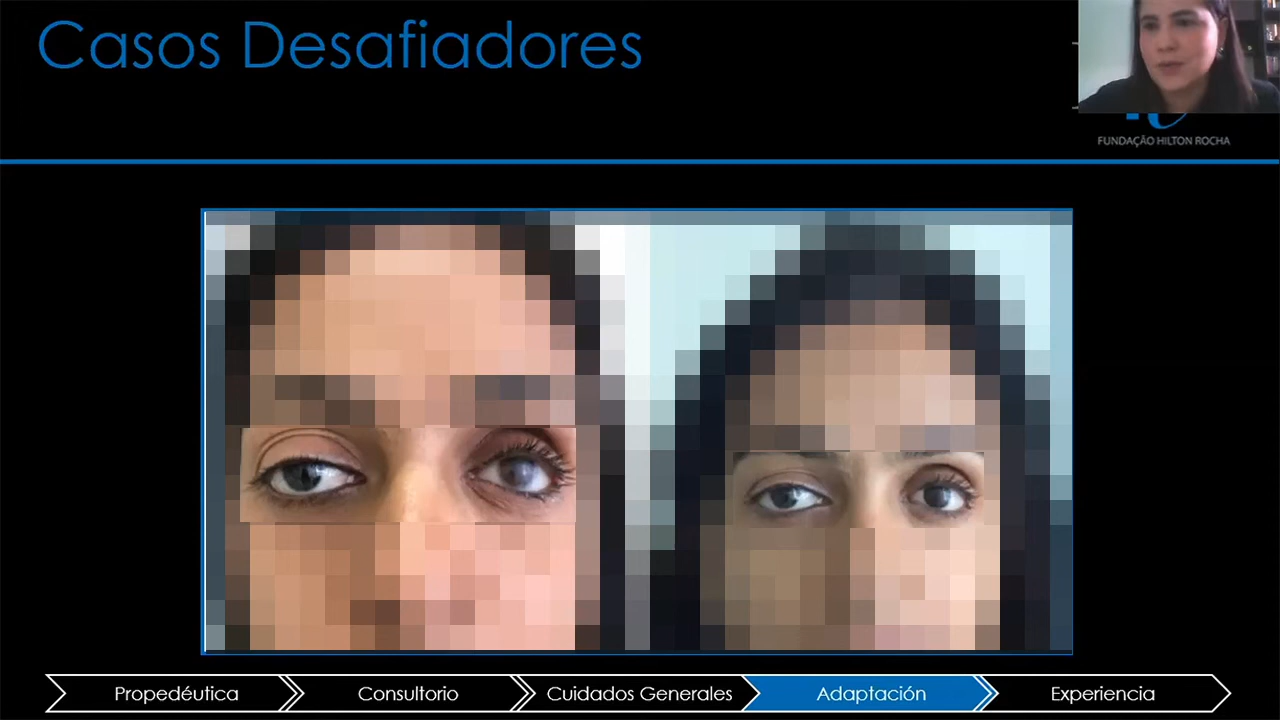 Casos Desafiadores
FUNDAÇÃO HILTON ROCHA
Propedéutica
Consultorio
Cuidados Generales
Adaptación
Experiencia